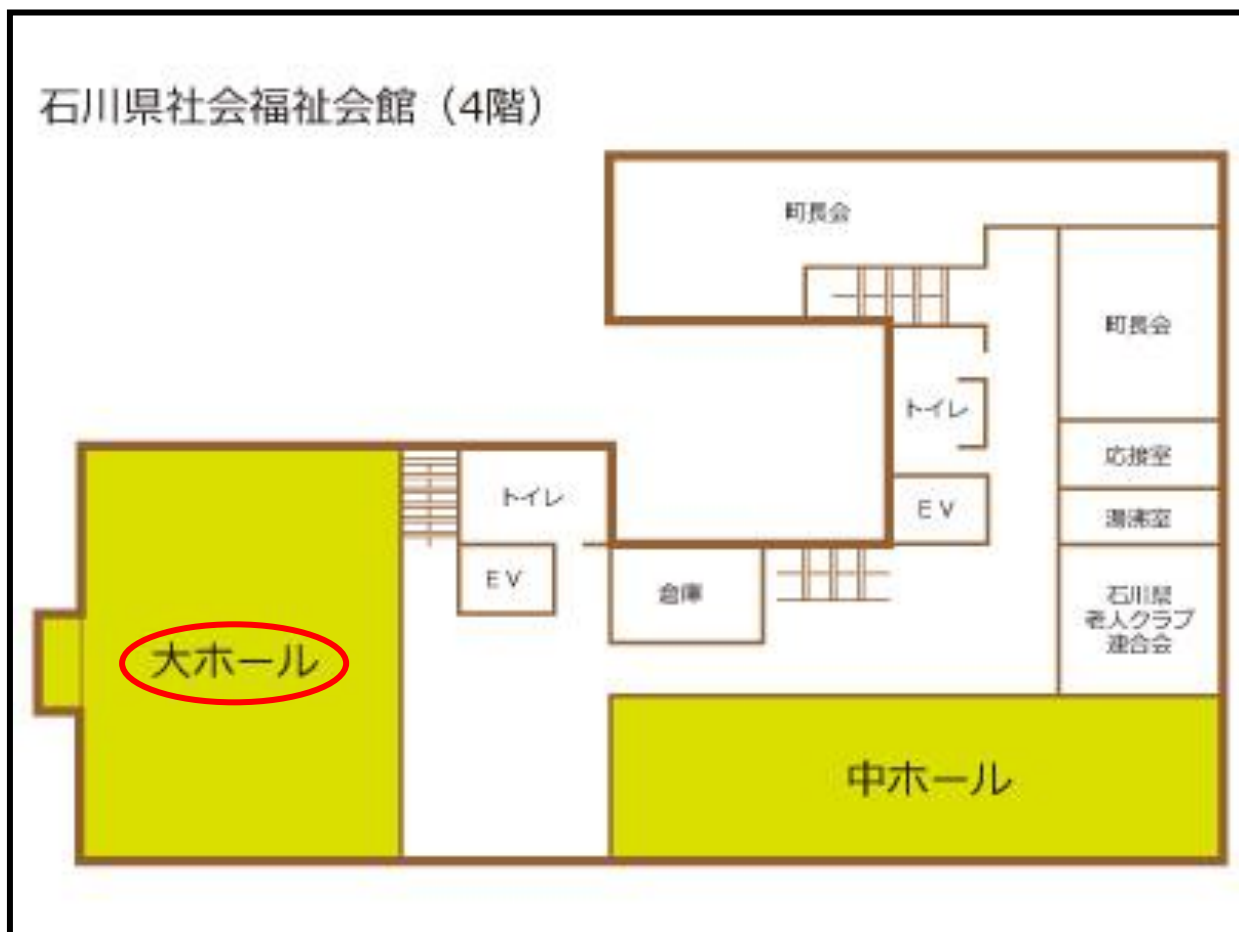 石川県社会福祉会館（4階）
町長会
町長会
トイレ
応接室
ＥＶ
湯沸室
トイレ
ＥＶ
倉庫
石川県
老人クラブ
連合会
大ホール
中ホール